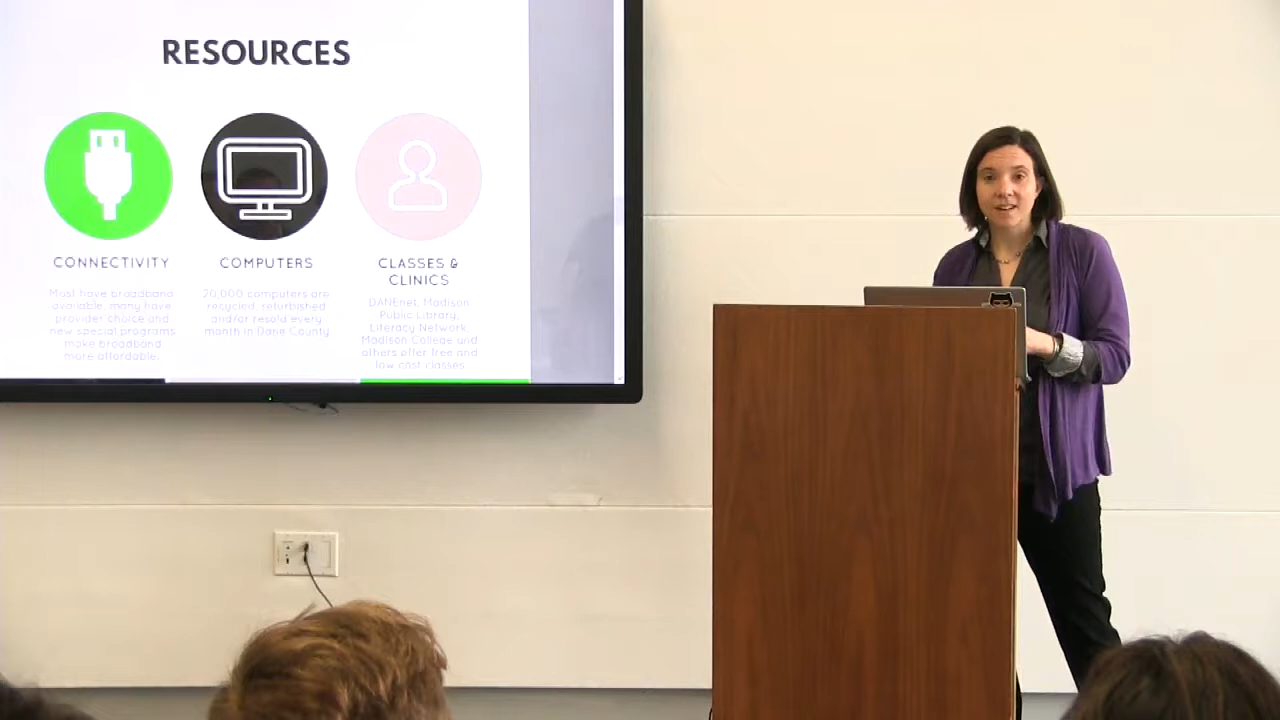 RESOURCES
CONNECTIVITY
Most have broadband
available, many have
provider choice and
new special programs
make broadband
more affordable.
COMPUTERS
20,000 computers are
recycled, refurbished
and/or resold every
month in Dane County
CLASSES &
CLINICS
DANEnet, Madison
Public Library,
Literacy Network,
Madison College and
others offer free and
low cost classes